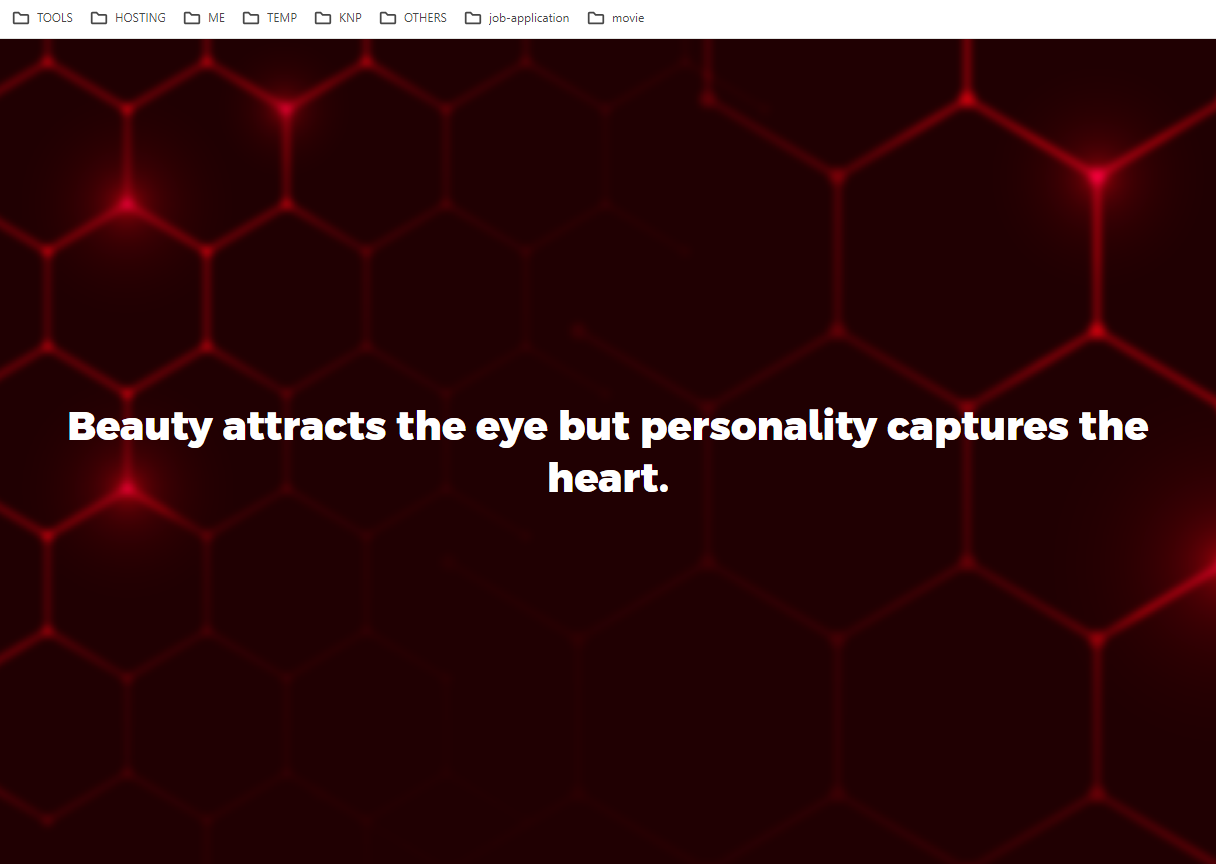 TOOLS HOSTING ME TEMP KNP OTHERS job-application movie
Beauty attracts the eye but personality captures the
heart.